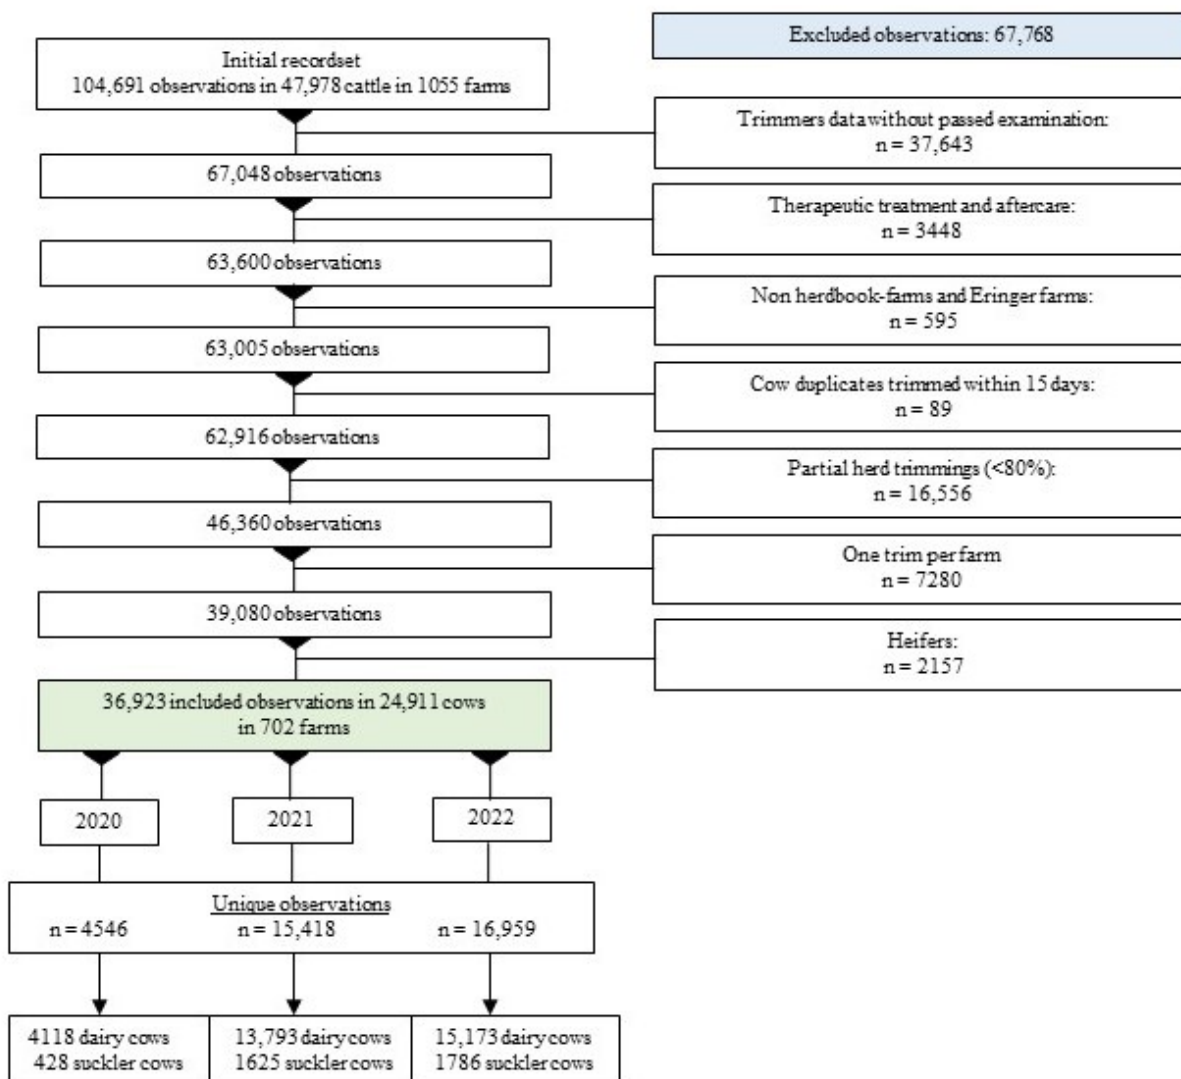 Excluded observations: 67,768
Initial recordset
104,691 observations in 47,978 cattle in 1055 farms
Trimmers data without passed examination:
n = 37,643
67,048 observations
Therapeutic treatment and aftercare:
n = 3448
63,600 observations
Non herdbook-farms and Eringer farms:
n = 595
63,005 observations
Cow duplicates trimmed within 15 days:
n = 89
62,916 observations
Partial herd trimmings (<80%):
n = 16,556
46,360 observations
One trim per farm
n = 7280
39,080 observations
Heifers:
n = 2157
36,923 included observations in 24,911 cows
in 702 farms
2020 2021 2022
Unique observations
n = 4546 n = 15,418 n = 16,959
4118 dairy cows 13,793 dairy cows 15,173 dairy cows
428 suckler cows 1625 suckler cows 1786 suckler cows